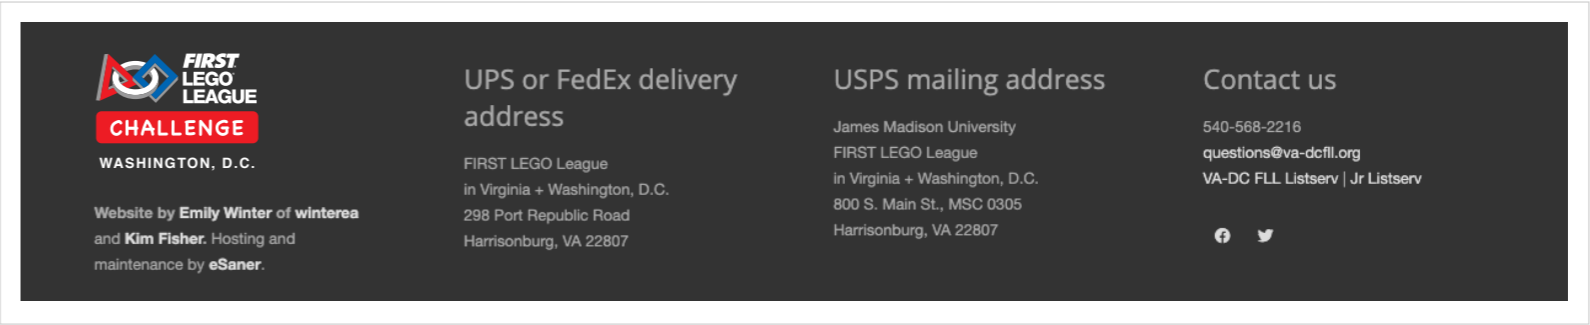 FIRST
LEGO
LEAGUE
CHALLENGE
WASHINGTON, D.C.
Website by Emily Winter of winterea
and Kim Fisher. Hosting and
maintenance by eSaner.
UPS or FedEx delivery
address
FIRST LEGO League
in Virginia + Washington, D.C.
298 Port Republic Road
Harrisonburg, VA 22807
USPS mailing address
James Madison University
FIRST LEGO League
in Virginia + Washington, D.C.
800 S. Main St., MSC 0305
Harrisonburg, VA 22807
Contact us
540-568-2216
questions@va-dcfll.org
VA-DC FLL Listserv | Jr Listserv